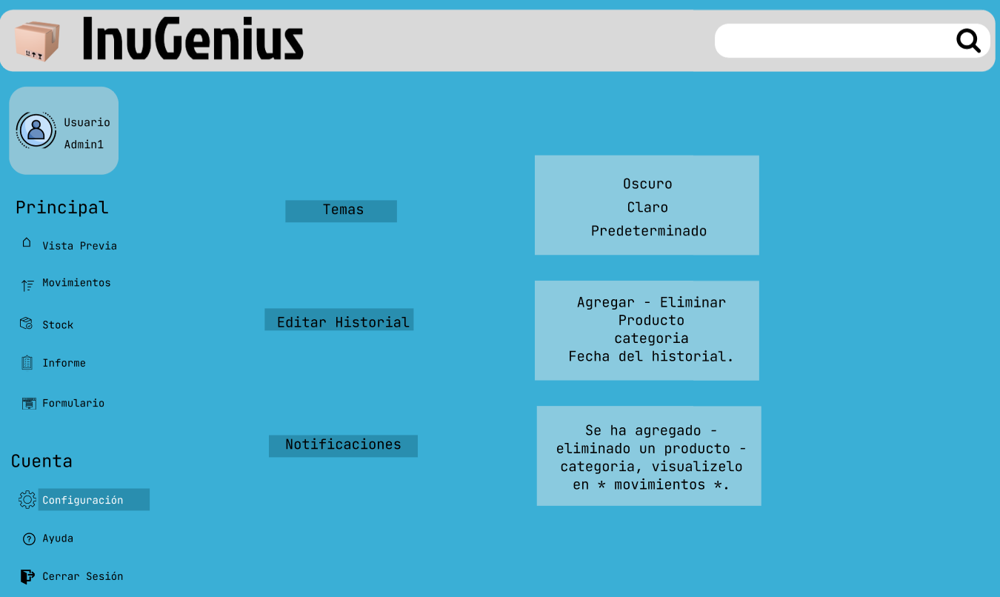 InvGenius
Usuario
Admin1
Principal
Vista Previa
Movimientos
Stock
Informe
Formulario
Cuenta
Configuración
Ayuda
Cerrar Sesión
Temas
Oscuro
Claro
Predeterminado
Editar Historial
Agregar - Eliminar
Producto
categoria
Fecha del historial.
Notificaciones
Se ha agregado -
eliminado un producto -
categoria, visualizelo
en * movimientos *.